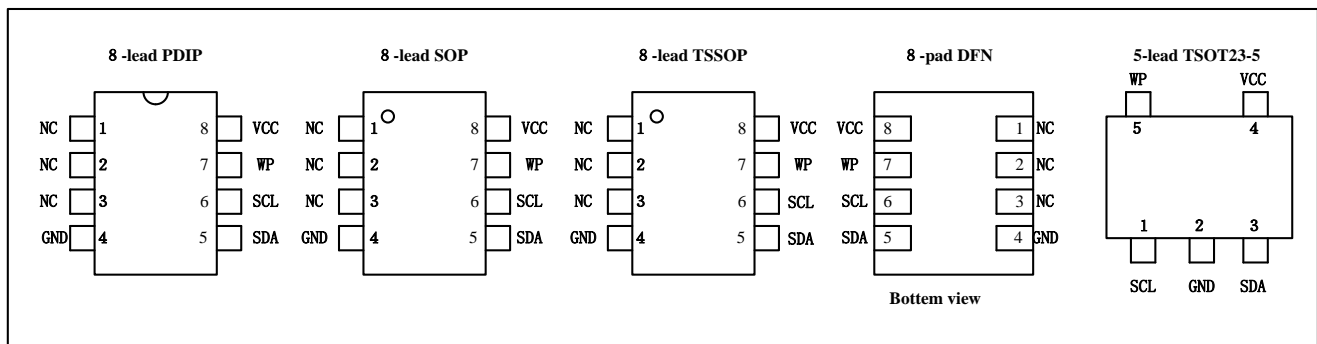 8 -lead PDIP
NC 1 8 VCC
NC 2 7 WP
NC 3 6 SCL
GND 4 5 SDA
8 -lead SOP
NC 1 8 VCC
NC 2 7 WP
NC 3 6 SCL
GND 4 5 SDA
8 -lead TSSOP
NC 1 8 VCC
NC 2 7 WP
NC 3 6 SCL
GND 4 5 SDA
8 -pad DFN
VCC 8 1 NC
WP 7 2 NC
SCL 6 3 NC
SDA 5 4 GND
Bottem view
5-lead TSOT23-5
WP VCC
5 4
1 2 3
SCL GND SDA